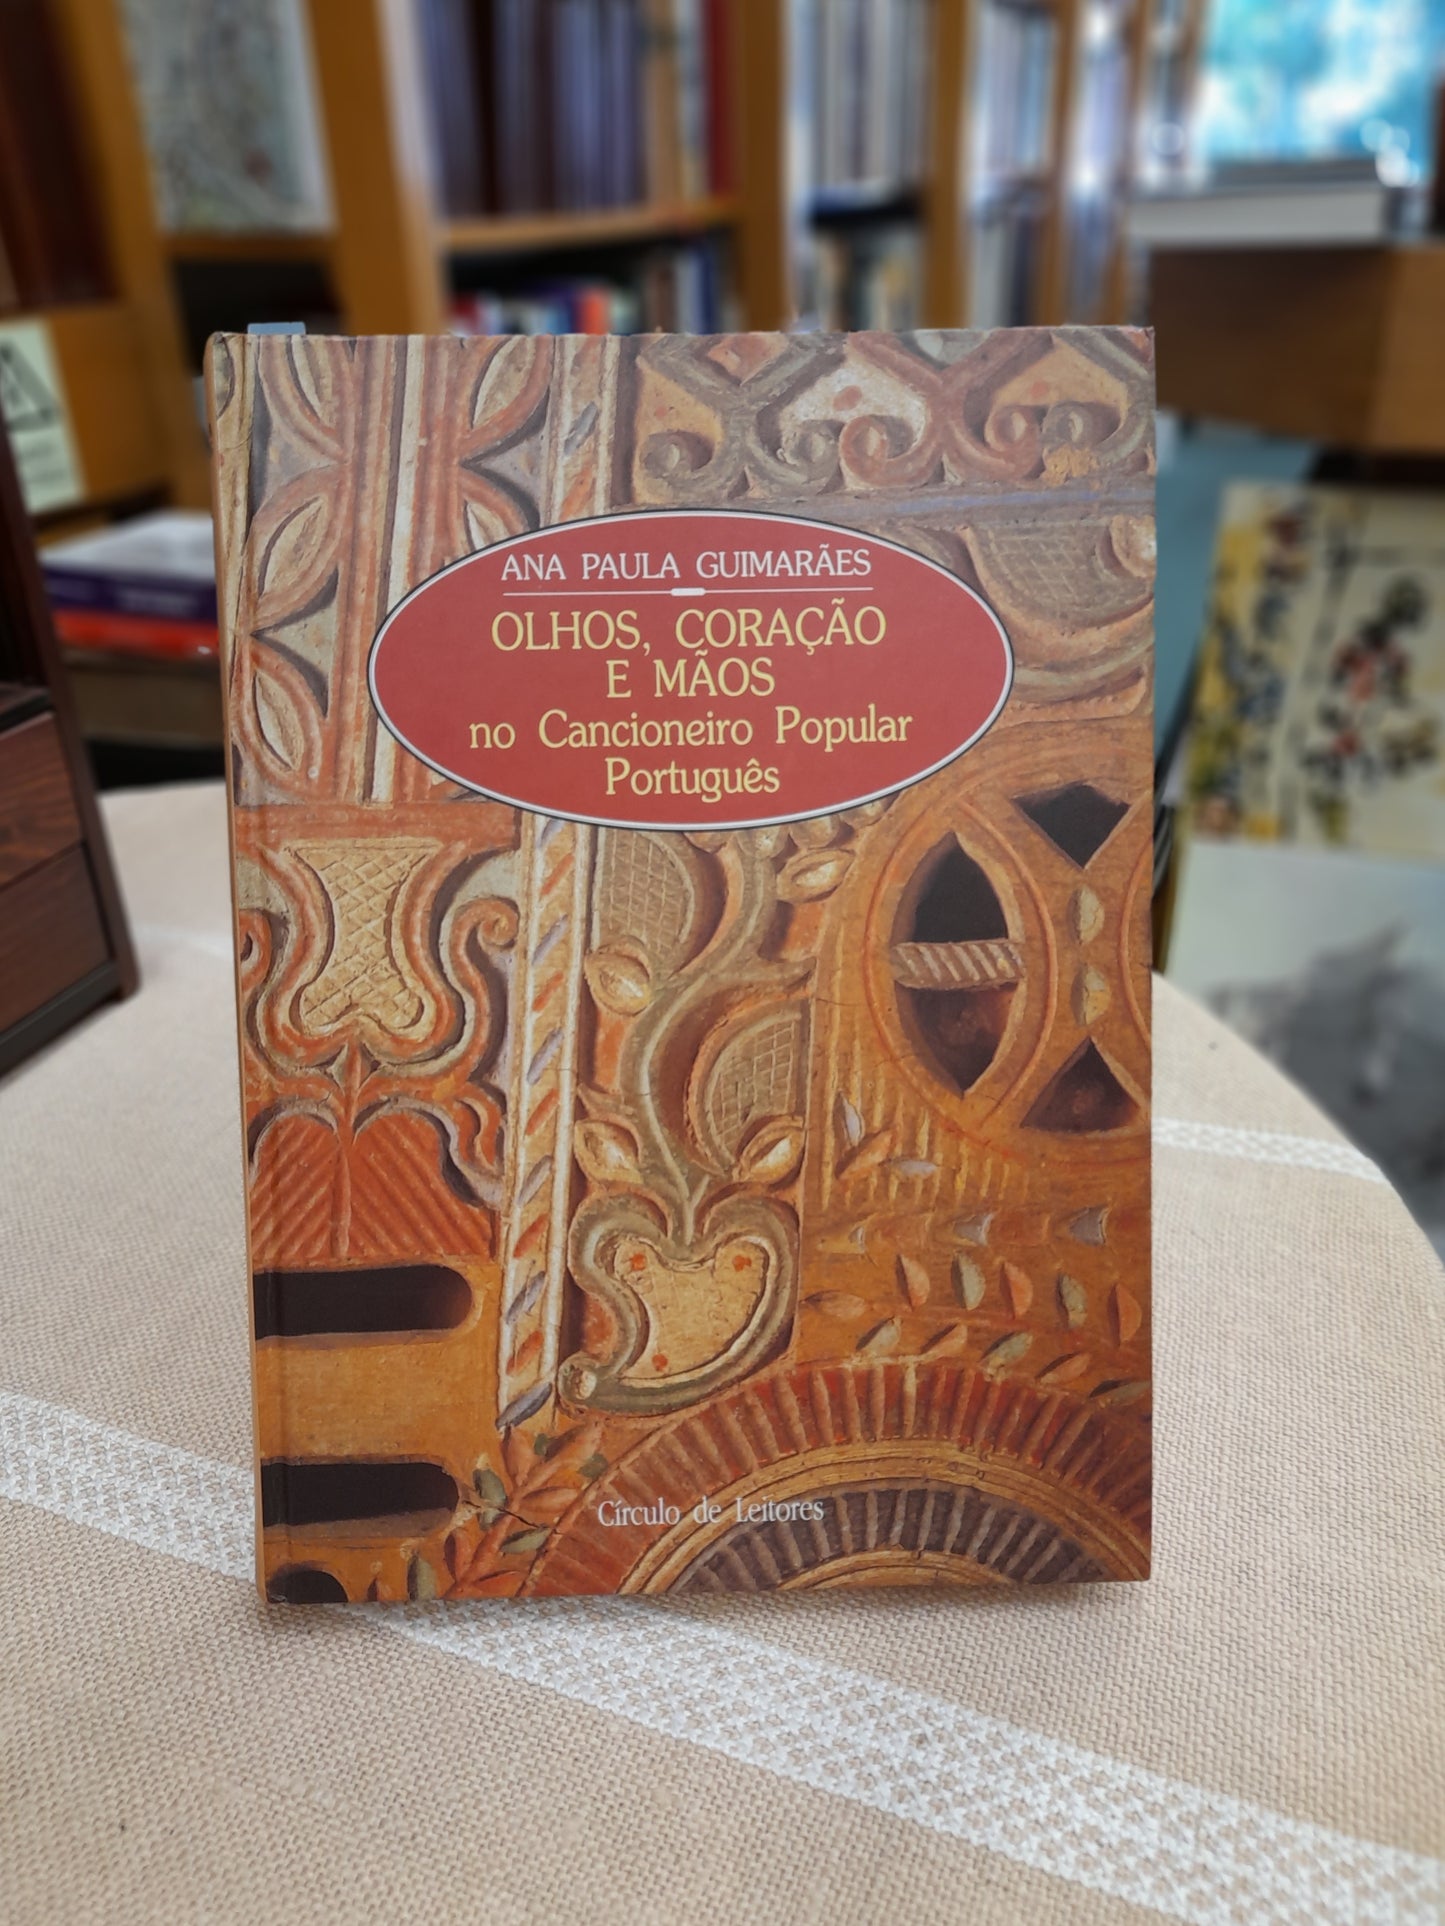 ANA PAULA GUIMARÃES
OLHOS, CORAÇÃO
E MÃOS
no Cancioneiro Popular
Português
Círculo de Leitores